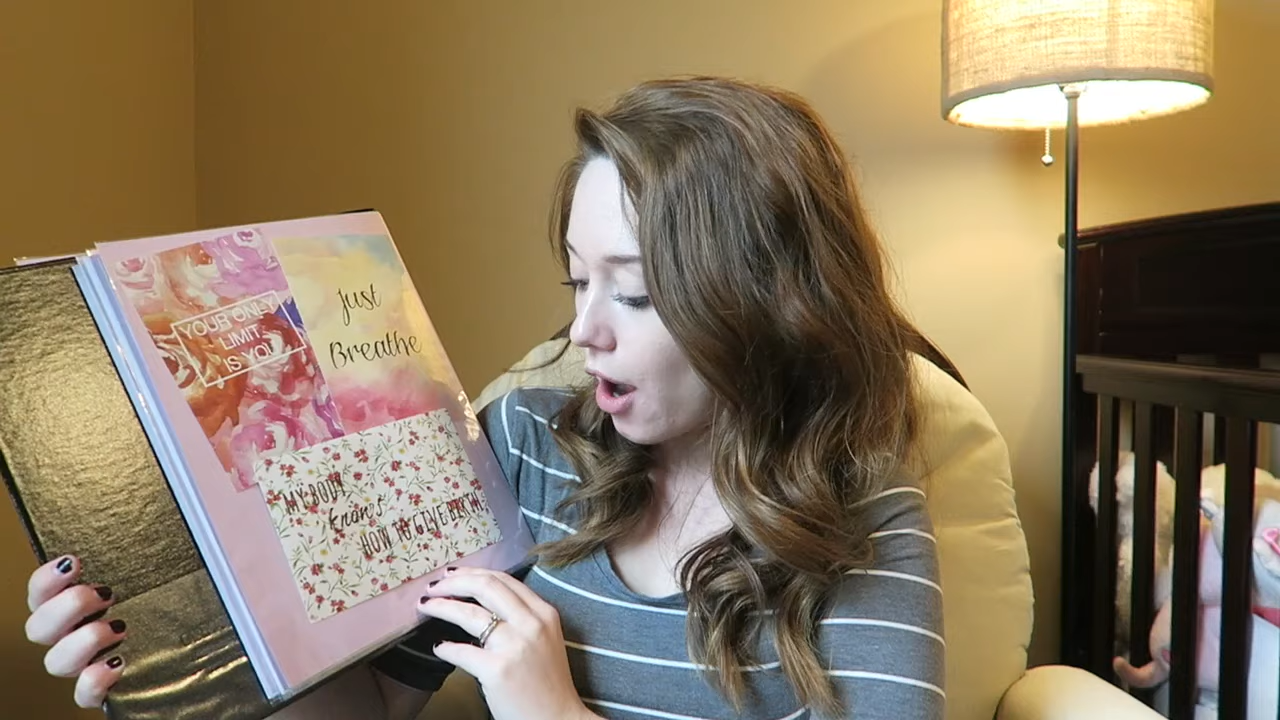 YOUR ONLY
LIMIT
IS YOU
Just
Breathe
MY BODY
knows
HOW TO GIVE BIRTH!